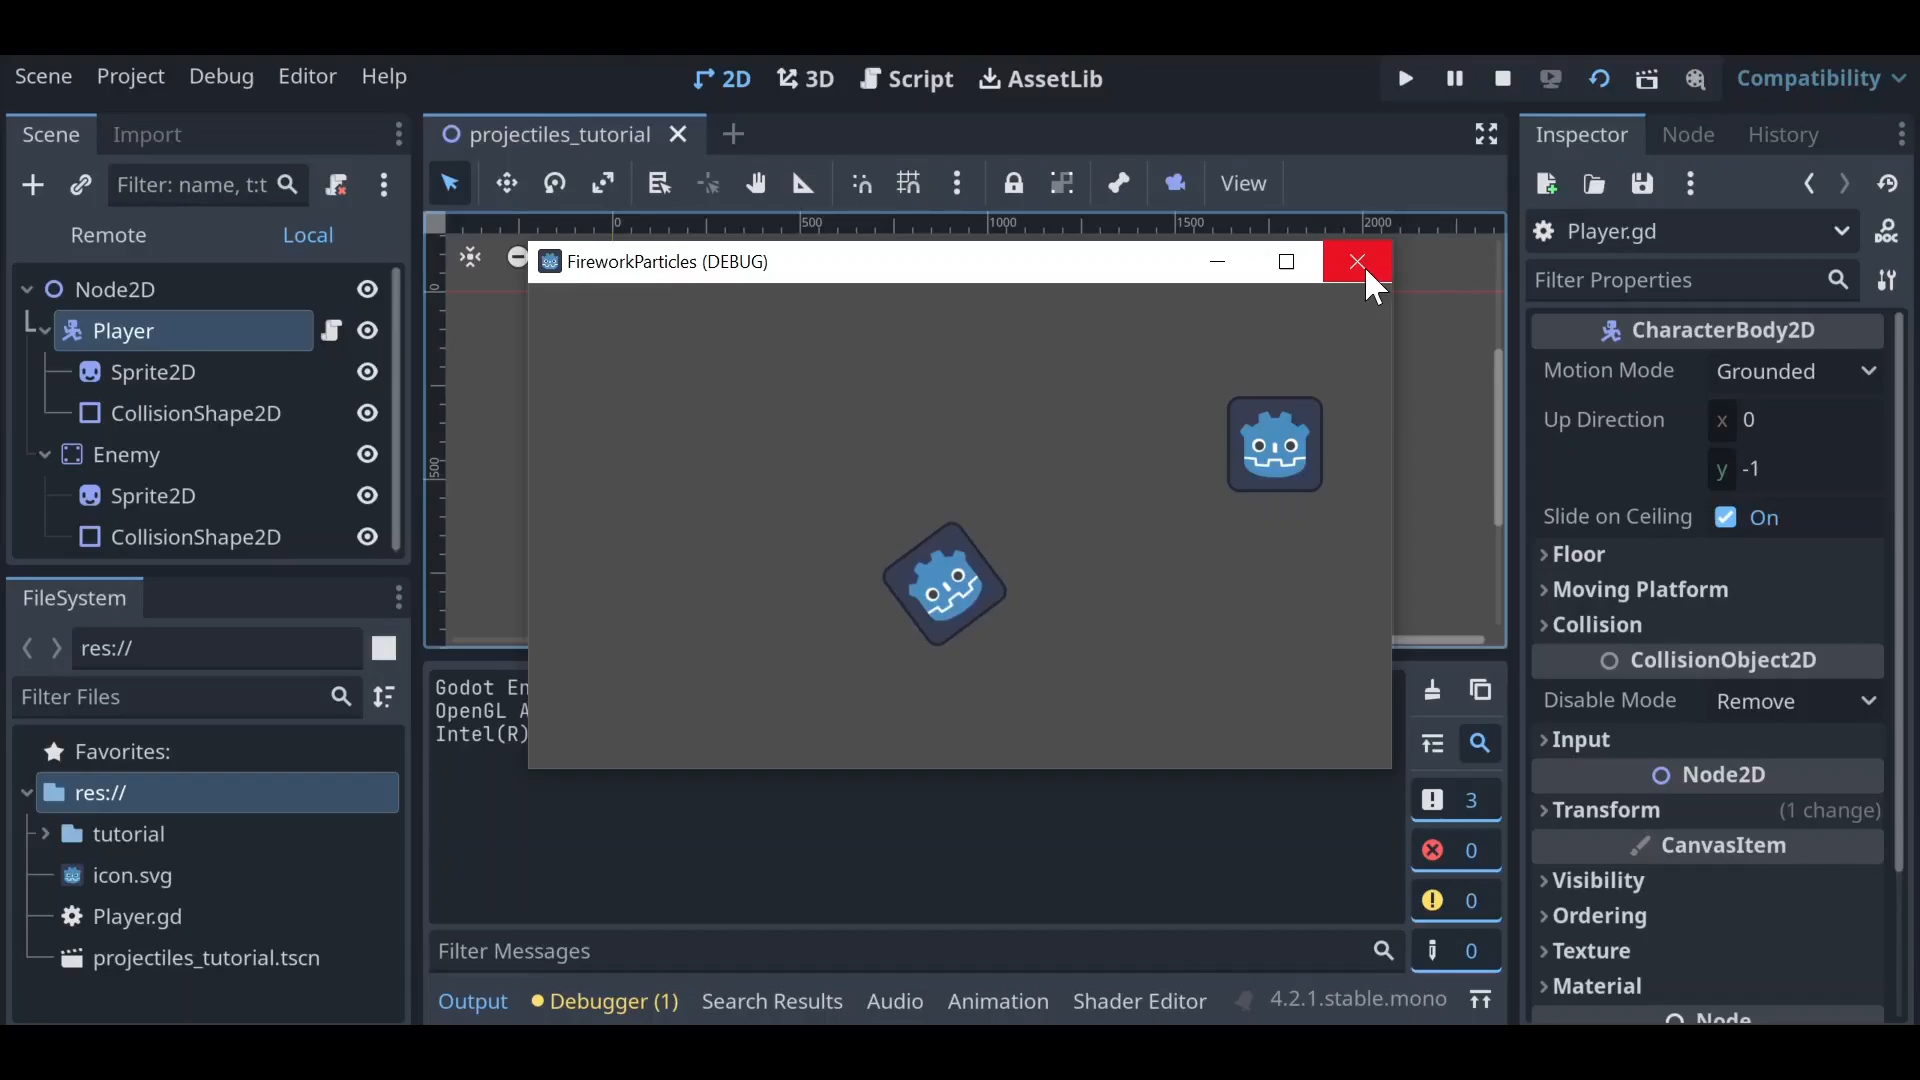 Scene Project Debug Editor Help
2D 3D Script AssetLib
Compatibility
Scene Import
Filter: name, t:t
Remote Local
Node2D
Player
Sprite2D
CollisionShape2D
Enemy
Sprite2D
CollisionShape2D
FileSystem
res://
Filter Files
Favorites:
res://
tutorial
icon.svg
Player.gd
projectiles_tutorial.tscn
projectiles_tutorial
View
0 500 1000 1500 2000
0
500
FireworkParticles (DEBUG)
Godot En
OpenGL A
Intel(R)
3
0
0
0
Filter Messages
Output Debugger (1) Search Results Audio Animation Shader Editor 4.2.1.stable.mono
Inspector Node History
Player.gd
DOC
Filter Properties
CharacterBody2D
Motion Mode Grounded
Up Direction x 0
y -1
Slide on Ceiling On
Floor
Moving Platform
Collision
CollisionObject2D
Disable Mode Remove
Input
Node2D
Transform (1 change)
CanvasItem
Visibility
Ordering
Texture
Material
Node